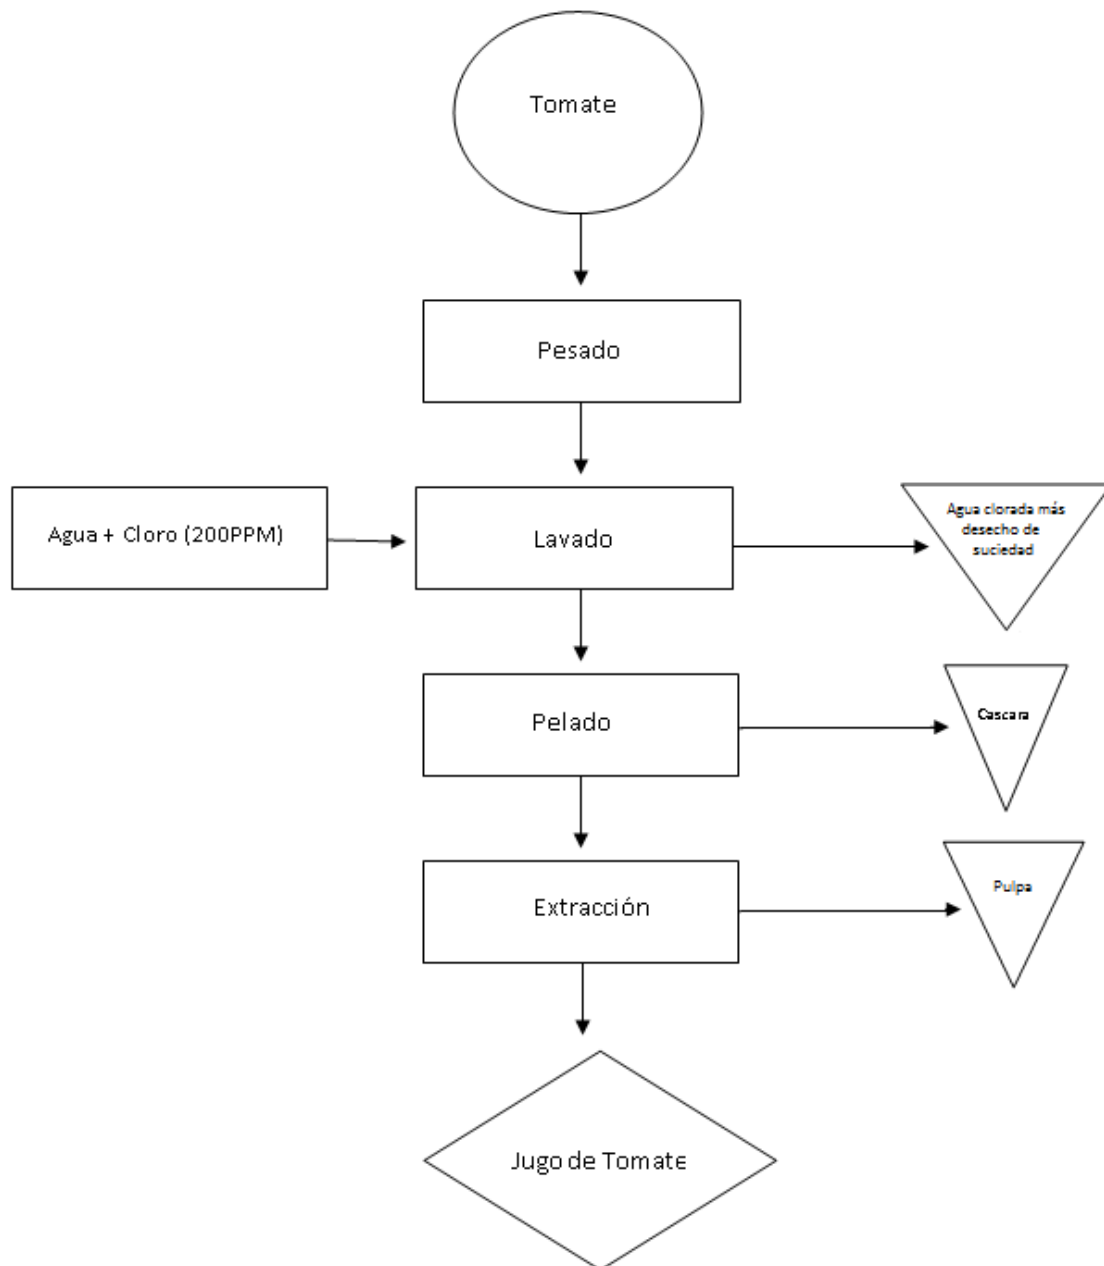 Tomate
Pesado
Agua + Cloro (200PPM)
Lavado
Agua clorada más
desecho de
suciedad
Pelado
Cascara
Extracción
Pulpa
Jugo de Tomate